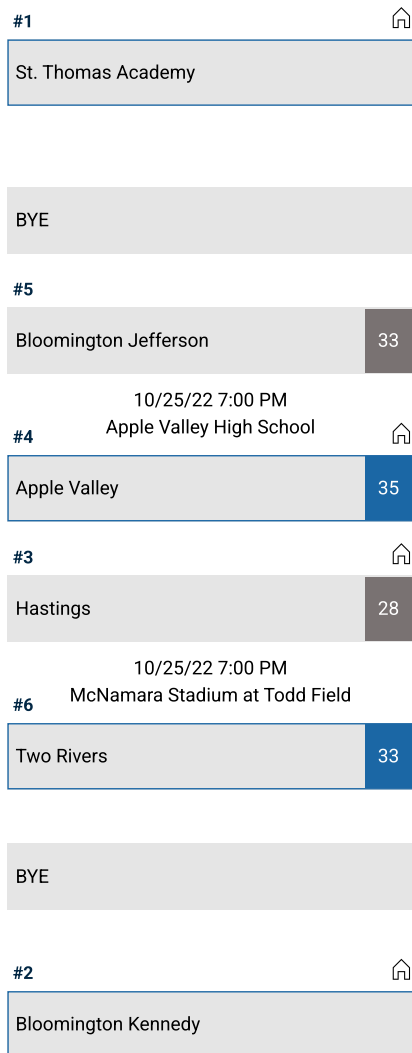 #1
St. Thomas Academy
BYE
#5
Bloomington Jefferson 33
10/25/22 7:00 PM
Apple Valley High School
#4
Apple Valley 35
#3
Hastings 28
10/25/22 7:00 PM
McNamara Stadium at Todd Field
#6
Two Rivers 33
BYE
#2
Bloomington Kennedy